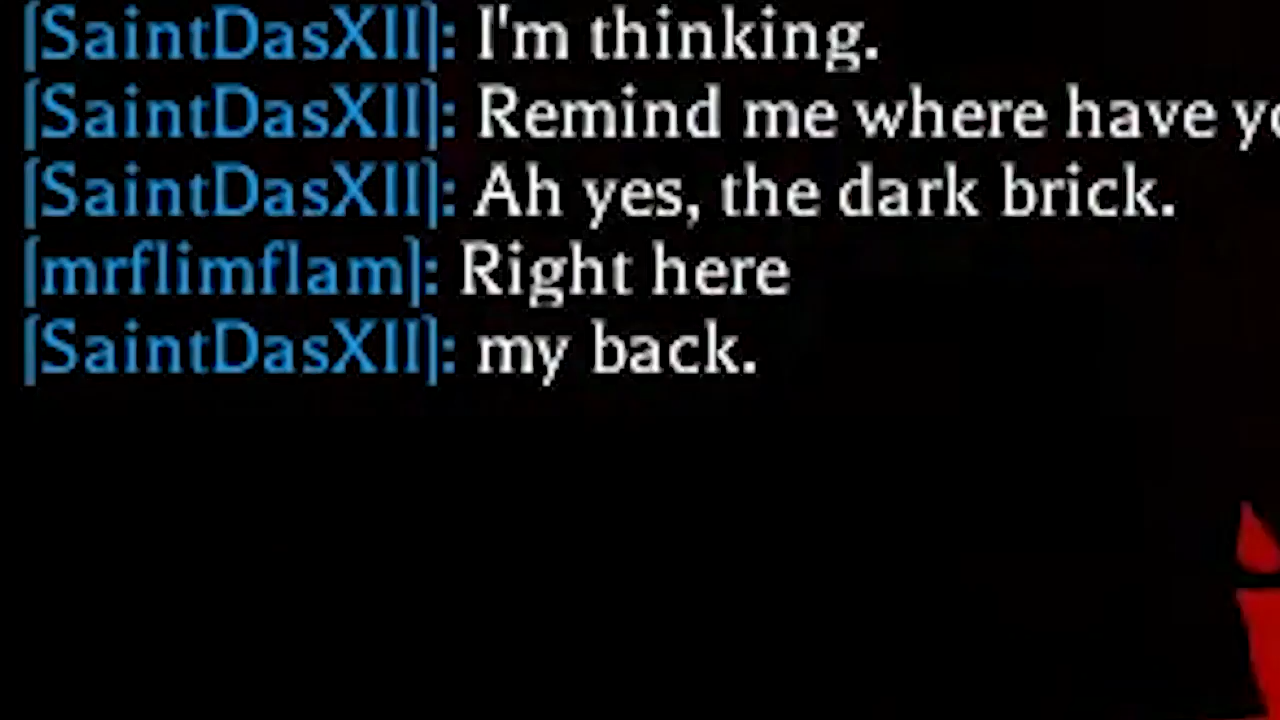 [SaintDasXII]: I'm thinking.
[SaintDasXII]: Remind me where have
[SaintDasXII]: Ah yes, the dark brick.
[mrflimflam]: Right here
[SaintDasXII]: my back.